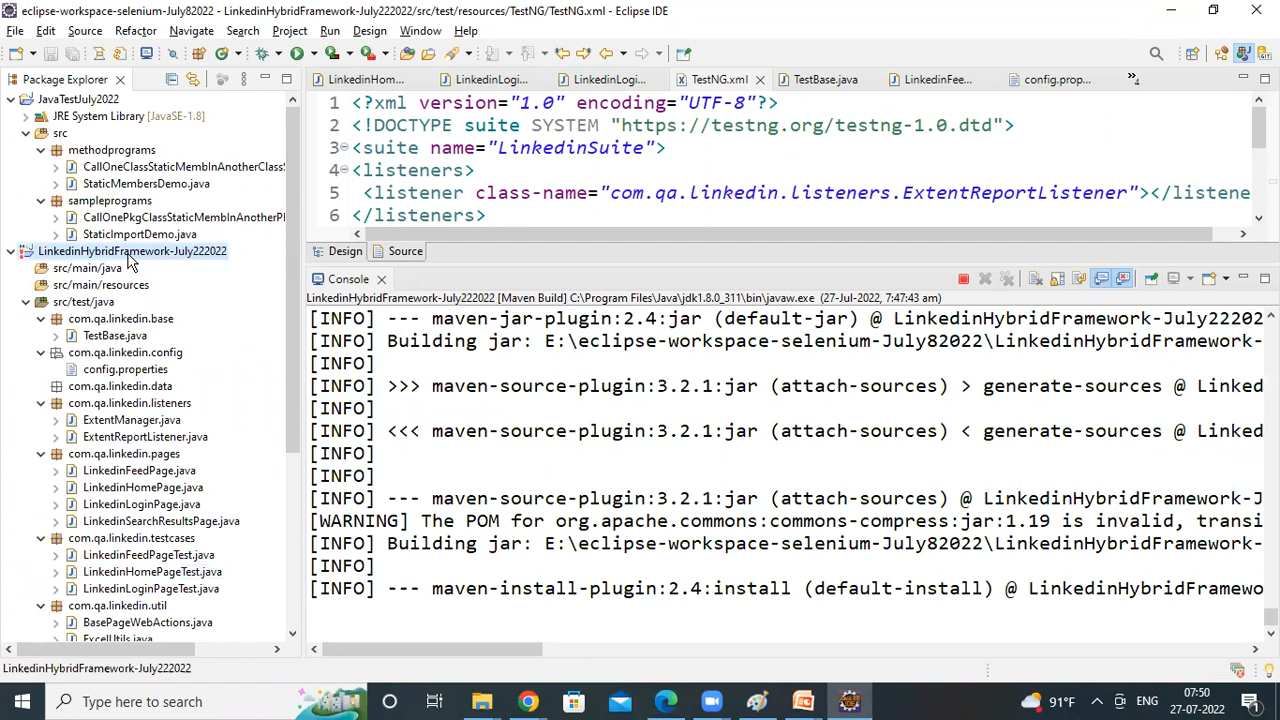 eclipse-workspace-selenium-July82022 - LinkedinHybridFramework-July222022/src/test/resources/TestNG/TestNG.xml - Eclipse IDE
File Edit Source Refactor Navigate Search Project Run Design Window Help
Package Explorer
JavaTestJuly2022
JRE System Library [JavaSE-1.8]
src
methodprograms
CallOneClassStaticMembInAnotherClassS
StaticMembersDemo.java
sampleprograms
CallOnePkgClassStaticMembInAnotherPl
StaticImportDemo.java
LinkedinHybridFramework-July222022
src/main/java
src/main/resources
src/test/java
com.qa.linkedin.base
TestBase.java
com.qa.linkedin.config
config.properties
com.qa.linkedin.data
com.qa.linkedin.listeners
ExtentManager.java
ExtentReportListener.java
com.qa.linkedin.pages
LinkedinFeedPage.java
LinkedinHomePage.java
LinkedinLoginPage.java
LinkedinSearchResultsPage.java
com.qa.linkedin.testcases
LinkedinFeedPageTest.java
LinkedinHomePageTest.java
LinkedinLoginPageTest.java
com.qa.linkedin.util
BasePageWebActions.java
ExcelUtils.java
LinkedinHom... LinkedinLogi... LinkedinLogi... TestNG.xml TestBase.java LinkedinFee... config.prop... »4
1 <?xml version="1.0" encoding="UTF-8"?>
2 <!DOCTYPE suite SYSTEM "https://testng.org/testng-1.0.dtd">
3 <suite name="LinkedinSuite">
4 <listeners>
5 <listener class-name="com.qa.linkedin.listeners.ExtentReportListener"></listene
6 </listeners>
Design Source
Console
LinkedinHybridFramework-July222022 [Maven Build] C:\Program Files\Java\jdk1.8.0_311\bin\javaw.exe (27-Jul-2022, 7:47:43 am)
[INFO] --- maven-jar-plugin:2.4:jar (default-jar) @ LinkedinHybridFramework-July22202
[INFO] Building jar: E:\eclipse-workspace-selenium-July82022\LinkedinHybridFramework-
[INFO]
[INFO] >>> maven-source-plugin:3.2.1:jar (attach-sources) > generate-sources @ Linked
[INFO]
[INFO] <<< maven-source-plugin:3.2.1:jar (attach-sources) < generate-sources @ Linked
[INFO]
[INFO]
[INFO] --- maven-source-plugin:3.2.1:jar (attach-sources) @ LinkedinHybridFramework-J
[WARNING] The POM for org.apache.commons:commons-compress:jar:1.19 is invalid, transi
[INFO] Building jar: E:\eclipse-workspace-selenium-July82022\LinkedinHybridFramework-
[INFO]
[INFO] --- maven-install-plugin:2.4:install (default-install) @ LinkedinHybridFramewo
LinkedinHybridFramework-July222022
Type here to search
91°F ENG 07:50
27-07-2022